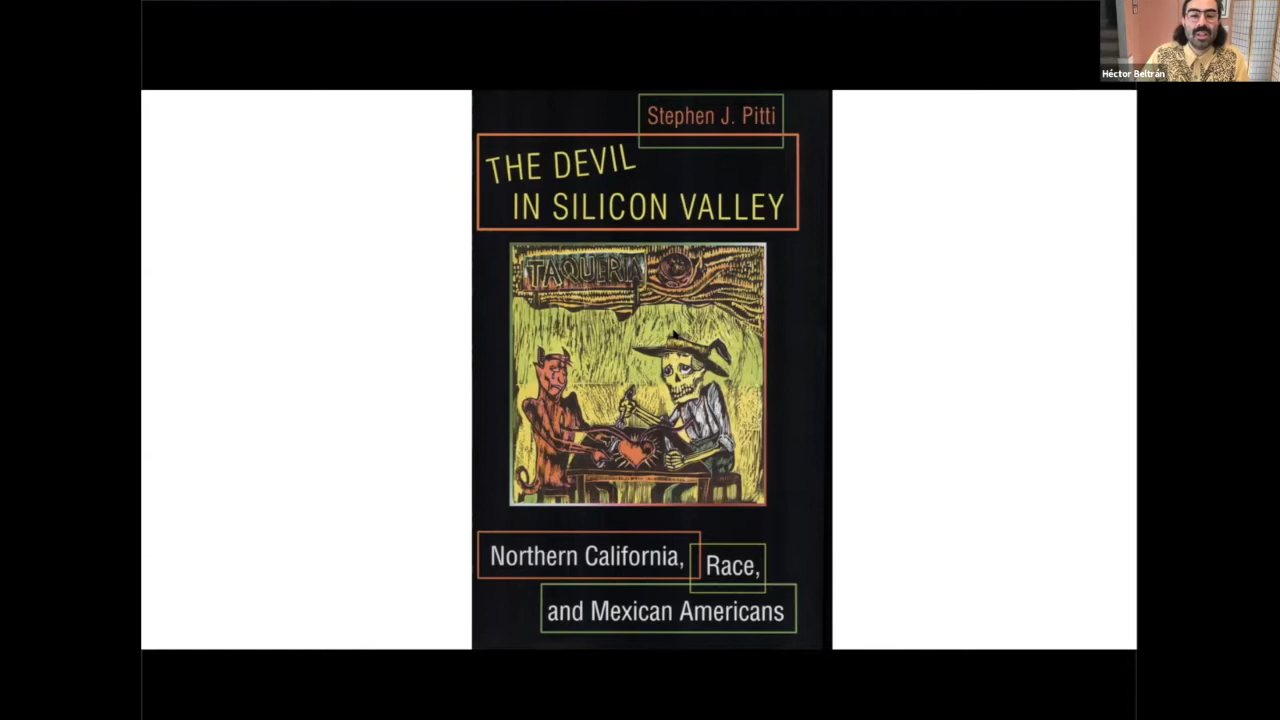 Héctor Beltrán
Stephen J. Pitti
THE DEVIL
IN SILICON VALLEY
TAQUERIA
Northern California,
Race,
and Mexican Americans